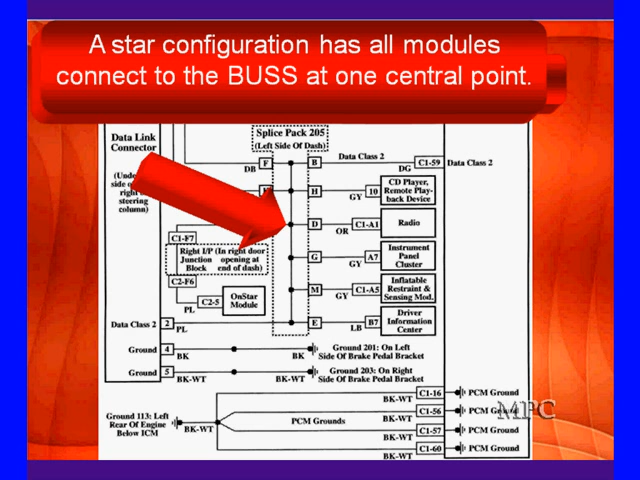 A star configuration has all modules
connect to the BUSS at one central point.
Data Link
Connector
(Under
side of
right of
steering
column)
Splice Pack 205
(Left Side Of Dash)
F
DB
B
Data Class 2
DG
C1-59
Data Class 2
H
GY
10
CD Player,
Remote Play-
back Device
D
OR
C1-A1
Radio
G
GY
A7
Instrument
Panel
Cluster
M
GY
C1-A5
Inflatable
Restraint &
Sensing Mod.
E
LB
B7
Driver
Information
Center
C1-F7
Right I/P (In right door
Junction opening at
Block end of dash)
C2-F6
PL
C2-5
OnStar
Module
Data Class 2
2
PL
Ground
4
BK
BK
Ground 201: On Left
Side Of Brake Pedal Bracket
Ground
5
BK-WT
BK-WT
Ground 203: On Right
Side Of Brake Pedal Bracket
Ground 113: Left
Rear Of Engine
Below ICM
BK-WT
PCM Grounds
BK-WT
C1-16
PCM Ground
BK-WT
C1-56
PCM Ground
BK-WT
C1-57
PCM Ground
BK-WT
C1-60
PCM Ground
MPC